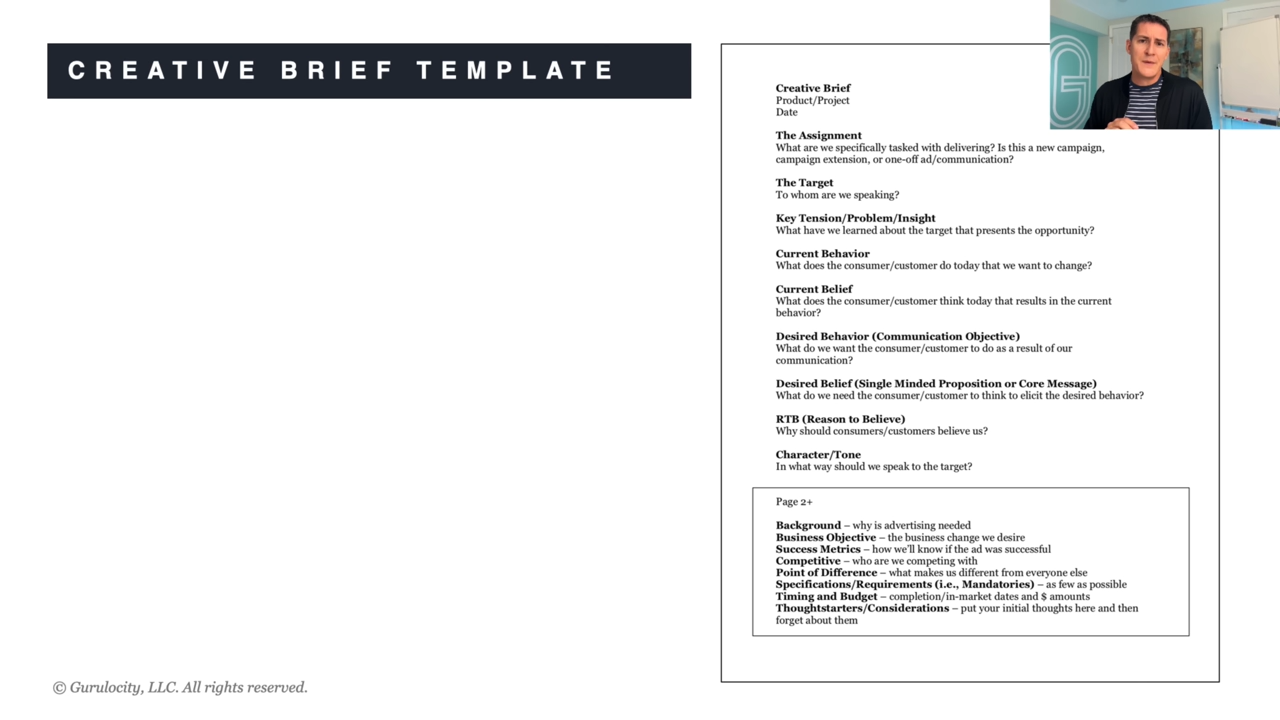 CREATIVE BRIEF TEMPLATE
Creative Brief
Product/Project
Date
The Assignment
What are we specifically tasked with delivering? Is this a new campaign,
campaign extension, or one-off ad/communication?
The Target
To whom are we speaking?
Key Tension/Problem/Insight
What have we learned about the target that presents the opportunity?
Current Behavior
What does the consumer/customer do today that we want to change?
Current Belief
What does the consumer/customer think today that results in the current
behavior?
Desired Behavior (Communication Objective)
What do we want the consumer/customer to do as a result of our
communication?
Desired Belief (Single Minded Proposition or Core Message)
What do we need the consumer/customer to think to elicit the desired behavior?
RTB (Reason to Believe)
Why should consumers/customers believe us?
Character/Tone
In what way should we speak to the target?
Page 2+
Background – why is advertising needed
Business Objective – the business change we desire
Success Metrics – how we'll know if the ad was successful
Competitive – who are we competing with
Point of Difference – what makes us different from everyone else
Specifications/Requirements (i.e., Mandatories) – as few as possible
Timing and Budget – completion/in-market dates and $ amounts
Thoughtstarters/Considerations – put your initial thoughts here and then
forget about them
G
© Gurulocity, LLC. All rights reserved.